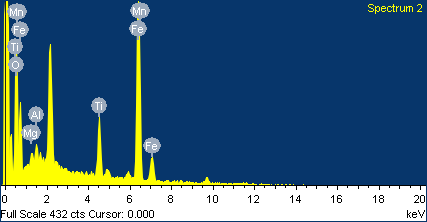 Spectrum 2
Mn
Mn
Fe
Fe
Ti
O
Al
Ti
Mg
Fe
0 2 4 6 8 10 12 14 16 18 20
Full Scale 432 cts Cursor: 0.000 keV